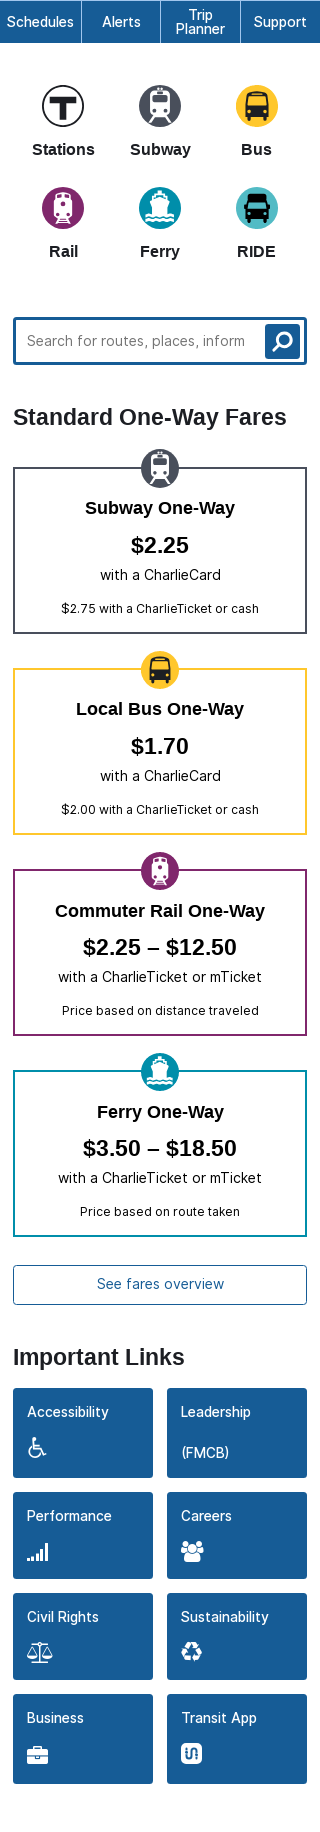 Schedules
Alerts
Trip
Planner
Support
T
Stations
Subway
Bus
Rail
Ferry
RIDE
Search for routes, places, inform
Standard One-Way Fares
Subway One-Way
$2.25
with a CharlieCard
$2.75 with a CharlieTicket or cash
Local Bus One-Way
$1.70
with a CharlieCard
$2.00 with a CharlieTicket or cash
Commuter Rail One-Way
$2.25 – $12.50
with a CharlieTicket or mTicket
Price based on distance traveled
Ferry One-Way
$3.50 – $18.50
with a CharlieTicket or mTicket
Price based on route taken
See fares overview
Important Links
Accessibility
Leadership
(FMCB)
Performance
Careers
Civil Rights
Sustainability
Business
Transit App